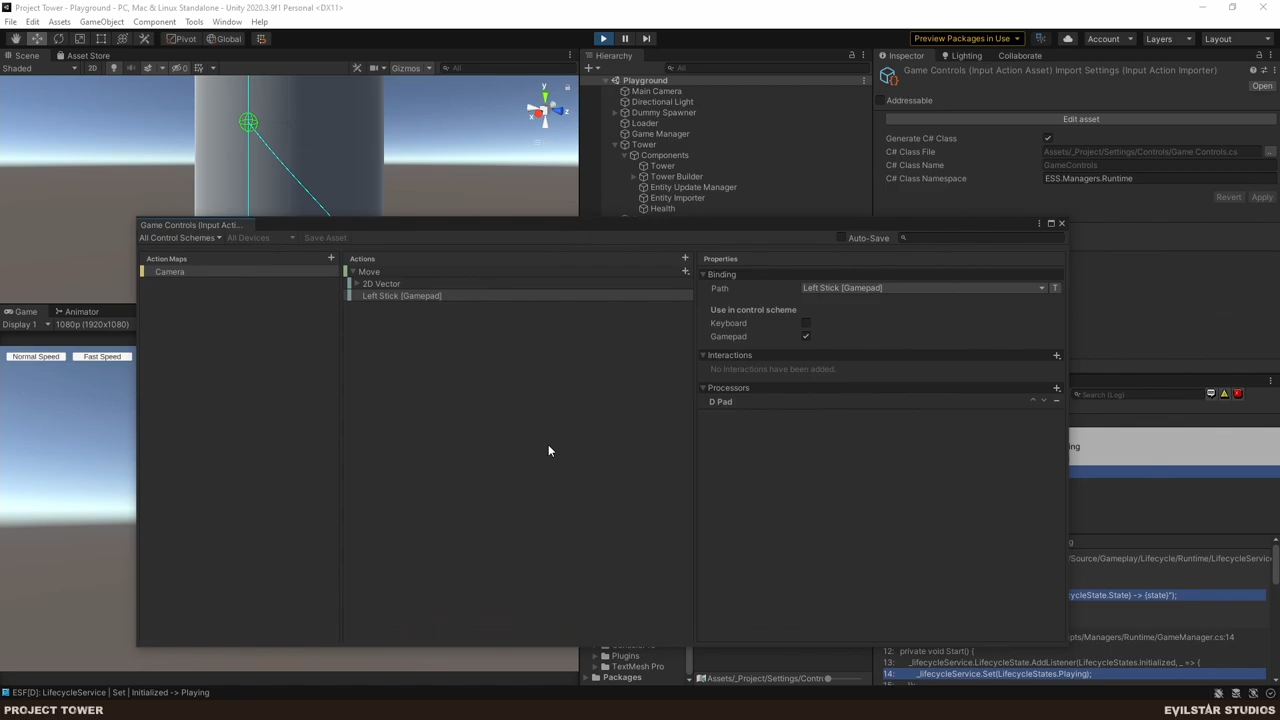 Project Tower - Playground - PC, Mac & Linux Standalone - Unity 2020.3.9f1 Personal <DX11>
File Edit Assets GameObject Component Tools Window Help
Pivot Global
Preview Packages in Use Account Layers Layout
Scene Asset Store
Shaded 2D 0 Gizmos All
y
x
z
Game Animator
Display 1 1080p (1920x1080)
Normal Speed Fast Speed
Hierarchy
All
Playground
Main Camera
Directional Light
Dummy Spawner
Loader
Game Manager
Tower
Components
Tower
Tower Builder
Entity Update Manager
Entity Importer
Health
Inspector Lighting Collaborate
Game Controls (Input Action Asset) Import Settings (Input Action Importer)
Open
Addressable
Edit asset
Generate C# Class
C# Class File Assets/_Project/Settings/Controls/Game Controls.cs
C# Class Name GameControls
C# Class Namespace ESS.Managers.Runtime
Revert Apply
Game Controls (Input Acti...
All Control Schemes All Devices Save Asset Auto-Save
Action Maps
Camera
Actions
Move
2D Vector
Left Stick [Gamepad]
Properties
Binding
Path Left Stick [Gamepad] T
Use in control scheme
Keyboard
Gamepad
Interactions
No Interactions have been added.
Processors
D Pad
Search (Log)
ing
g
/Source/Gameplay/Lifecycle/Runtime/LifecycleService
ycleState.State} -> {state}");
pts/Managers/Runtime/GameManager.cs:14
12: private void Start() {
13: _lifecycleService.LifecycleState.AddListener(LifecycleStates.Initialized, _ => {
14: _lifecycleService.Set(LifecycleStates.Playing);
Plugins
TextMesh Pro
Packages
Assets/_Project/Settings/Contr
ESF[D]: LifecycleService | Set | Initialized -> Playing
PROJECT TOWER
EVILSTAR STUDIOS